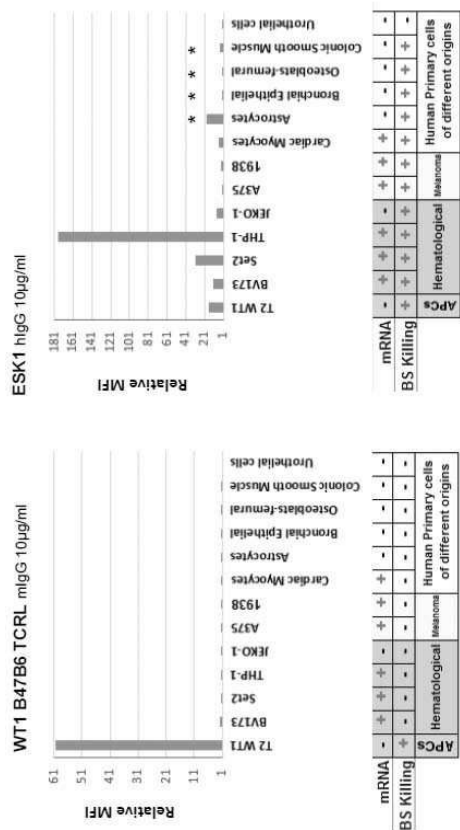 WT1 B47B6 TCRL mIgG 10µg/ml
Relative MFI
61
51
41
31
21
11
1
T2 WT1
BV173
Set2
THP-1
JEKO-1
A375
1938
Cardiac Myocytes
Astrocytes
Bronchial Epithelial
Osteoblats-femural
Colonic Smooth Muscle
Urothelial cells
mRNA - + + + - + + + - - - - -
BS Killing + - - - - - - - - - - - -
APCs
Hematological
Melanoma
Human Primary cells
of different origins
ESK1 hIgG 10µg/ml
Relative MFI
181
161
141
121
101
81
61
41
21
1
* * * *
T2 WT1
BV173
Set2
THP-1
JEKO-1
A375
1938
Cardiac Myocytes
Astrocytes
Bronchial Epithelial
Osteoblats-femural
Colonic Smooth Muscle
Urothelial cells
mRNA - + + + - + + + - - - - -
BS Killing + + + + + + + + + + + + -
APCs
Hematological
Melanoma
Human Primary cells
of different origins